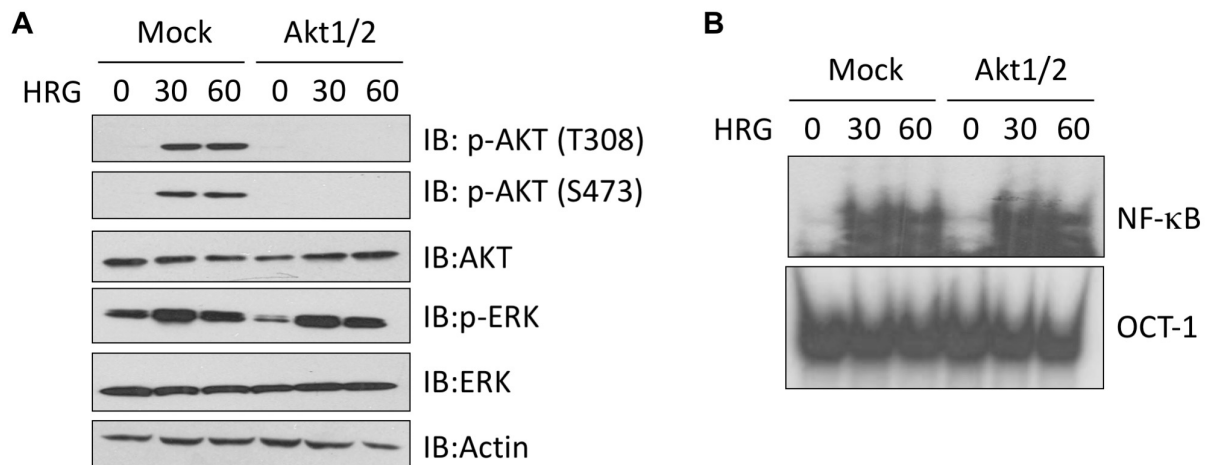 A
Mock Akt1/2
HRG 0 30 60 0 30 60
IB: p-AKT (T308)
IB: p-AKT (S473)
IB:AKT
IB:p-ERK
IB:ERK
IB:Actin
B
Mock Akt1/2
HRG 0 30 60 0 30 60
NF-κB
OCT-1